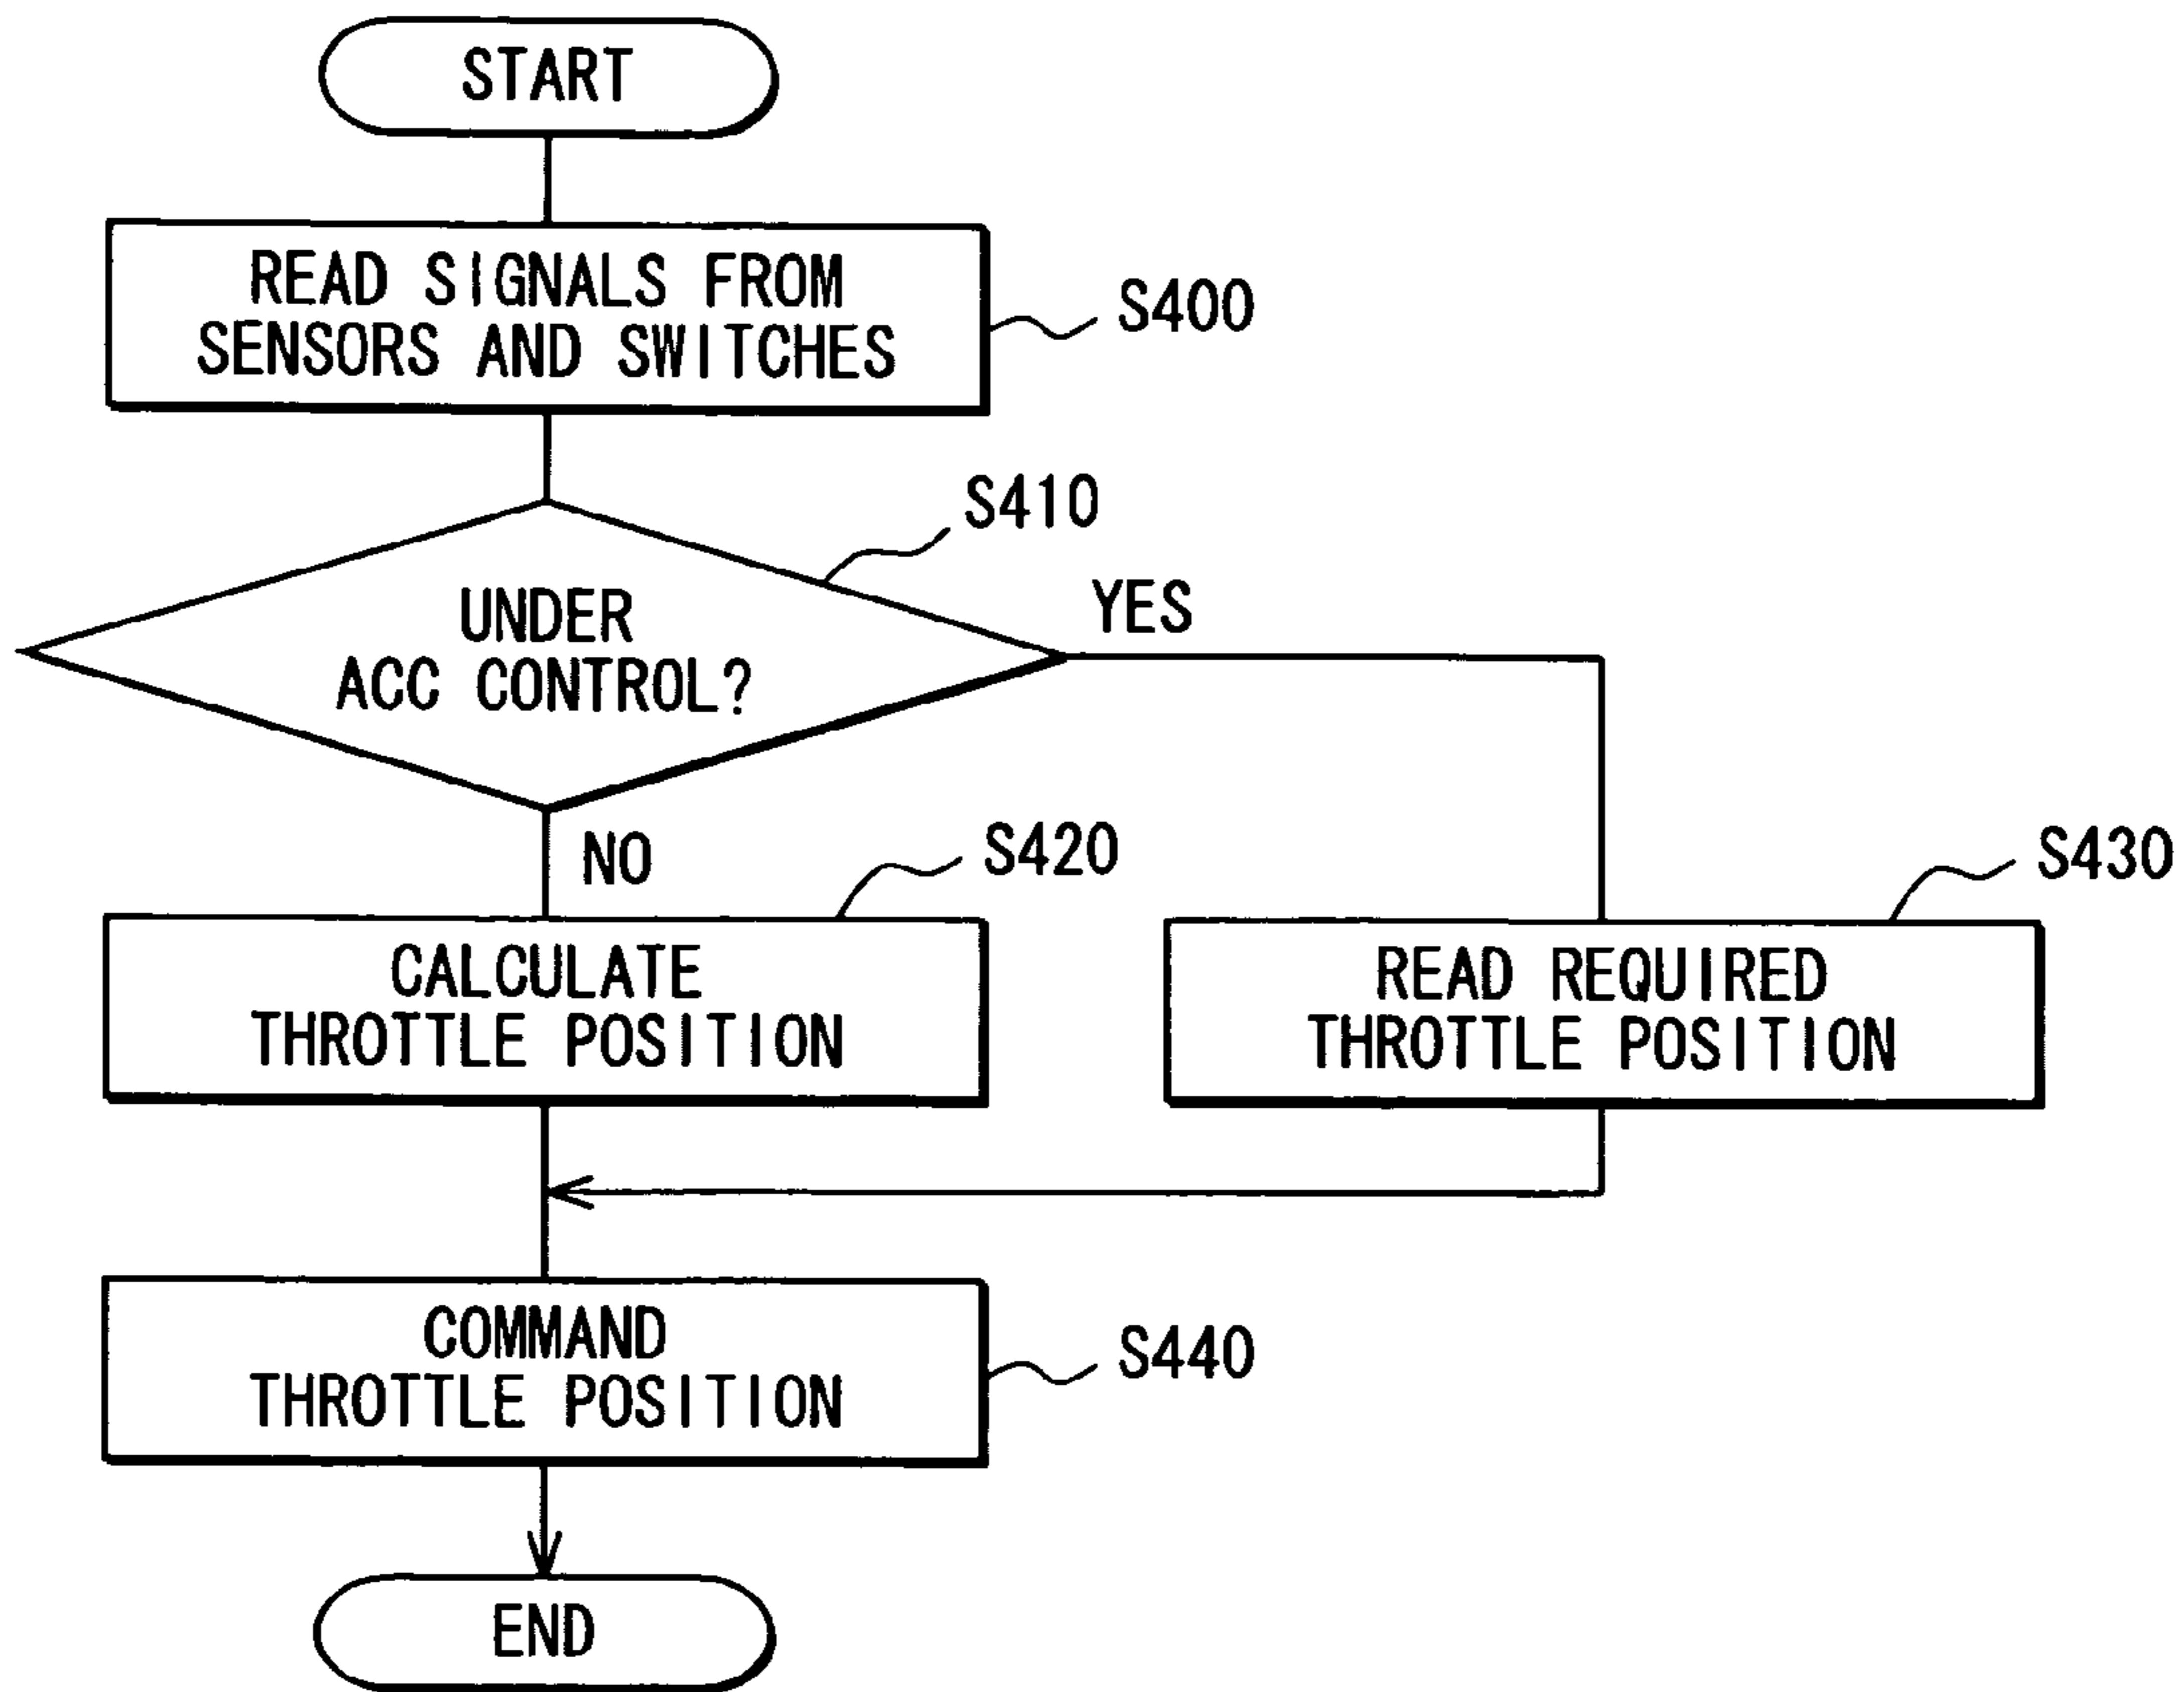 START
READ SIGNALS FROM
SENSORS AND SWITCHES
S400
S410
UNDER
ACC CONTROL?
YES
NO
S420
S430
CALCULATE
THROTTLE POSITION
READ REQUIRED
THROTTLE POSITION
COMMAND
THROTTLE POSITION
S440
END